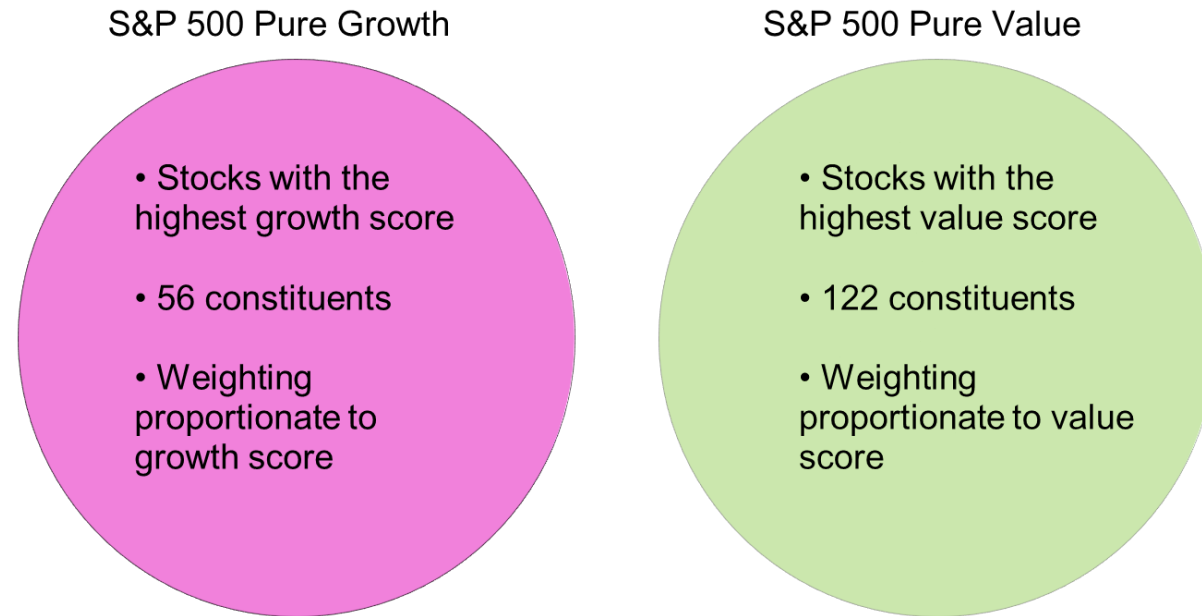 S&P 500 Pure Growth
• Stocks with the
highest growth score
• 56 constituents
• Weighting
proportionate to
growth score
S&P 500 Pure Value
• Stocks with the
highest value score
• 122 constituents
• Weighting
proportionate to value
score